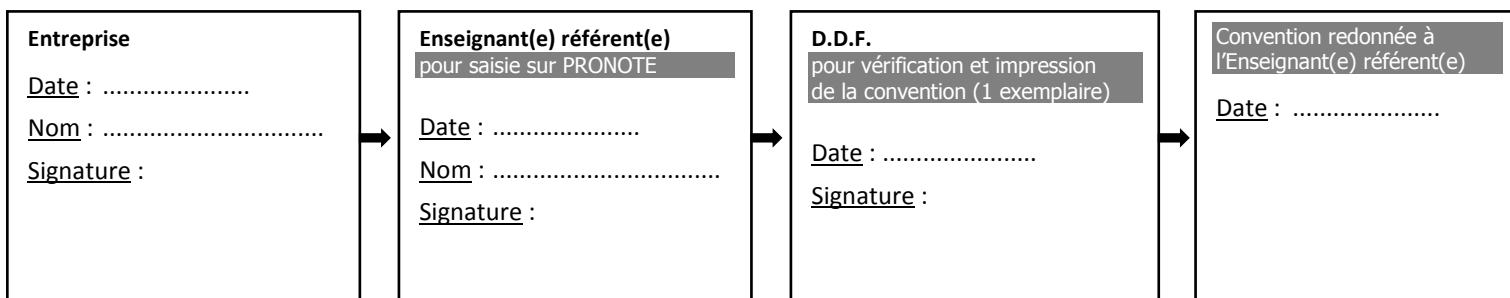 Entreprise
Date : ......................
Nom : .................................
Signature :
Enseignant(e) référent(e)
pour saisie sur PRONOTE
Date : ......................
Nom : ..................................
Signature :
D.D.F.
pour vérification et impression
de la convention (1 exemplaire)
Date : .......................
Signature :
Convention redonnée à
l'Enseignant(e) référent(e)
Date : ......................